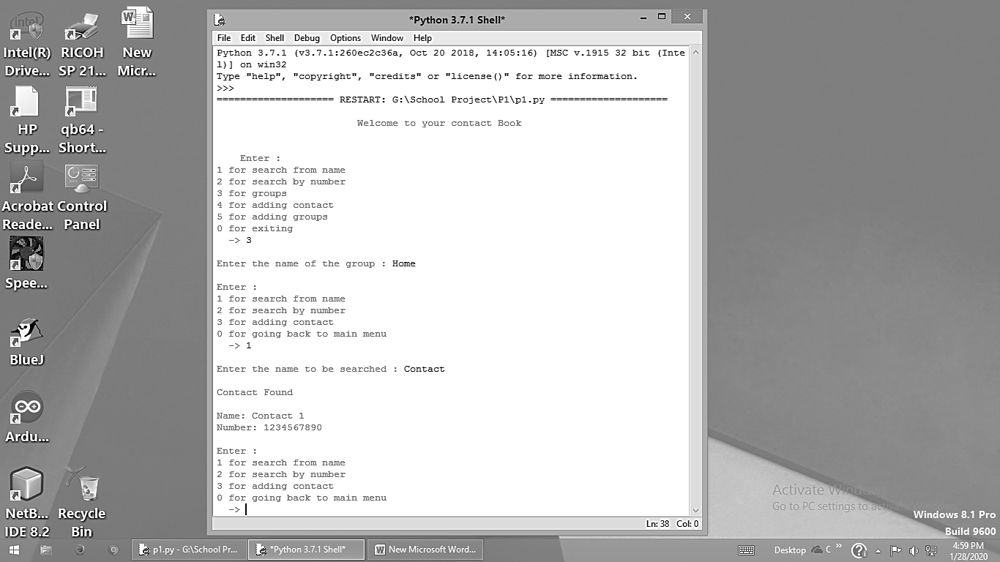 intel
Intel(R)
Drive...
RICOH
SP 21...
New
Micr...
HP
Supp...
qb64 -
Short...
Acrobat
Reade...
Control
Panel
Spee...
BlueJ
Ardu...
NetB...
IDE 8.2
Recycle
Bin
*Python 3.7.1 Shell*
File Edit Shell Debug Options Window Help
Python 3.7.1 (v3.7.1:260ec2c36a, Oct 20 2018, 14:05:16) [MSC v.1915 32 bit (Inte
l)] on win32
Type "help", "copyright", "credits" or "license()" for more information.
>>>
==================== RESTART: G:\School Project\P1\p1.py ====================
Welcome to your contact Book
Enter :
1 for search from name
2 for search by number
3 for groups
4 for adding contact
5 for adding groups
0 for exiting
-> 3
Enter the name of the group : Home
Enter :
1 for search from name
2 for search by number
3 for adding contact
0 for going back to main menu
-> 1
Enter the name to be searched : Contact
Contact Found
Name: Contact 1
Number: 1234567890
Enter :
1 for search from name
2 for search by number
3 for adding contact
0 for going back to main menu
->
Ln: 38 Col: 0
Activate Windows
Go to PC settings to activate Windows.
Windows 8.1 Pro
Build 9600
p1.py - G:\School Pr...
*Python 3.7.1 Shell*
New Microsoft Word...
Desktop
C
4:59 PM
1/28/2020